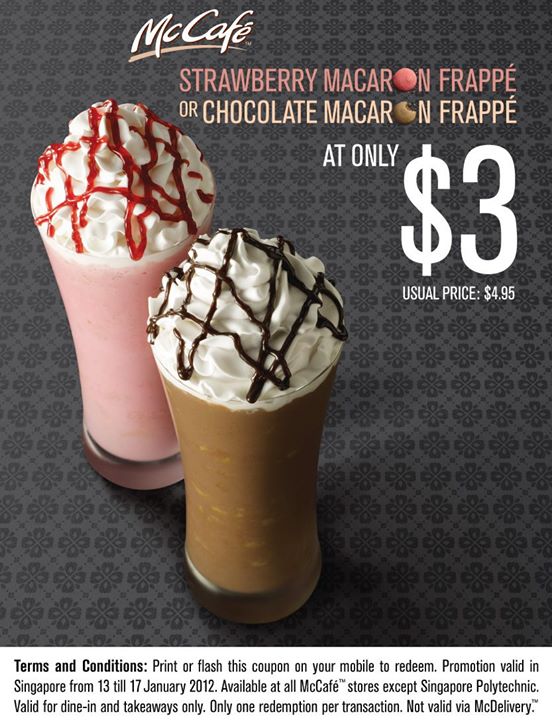 McCafé™
STRAWBERRY MACARON FRAPPÉ
OR CHOCOLATE MACARON FRAPPÉ
AT ONLY
$3
USUAL PRICE: $4.95
Terms and Conditions: Print or flash this coupon on your mobile to redeem. Promotion valid in
Singapore from 13 till 17 January 2012. Available at all McCafé™ stores except Singapore Polytechnic.
Valid for dine-in and takeaways only. Only one redemption per transaction. Not valid via McDelivery.™